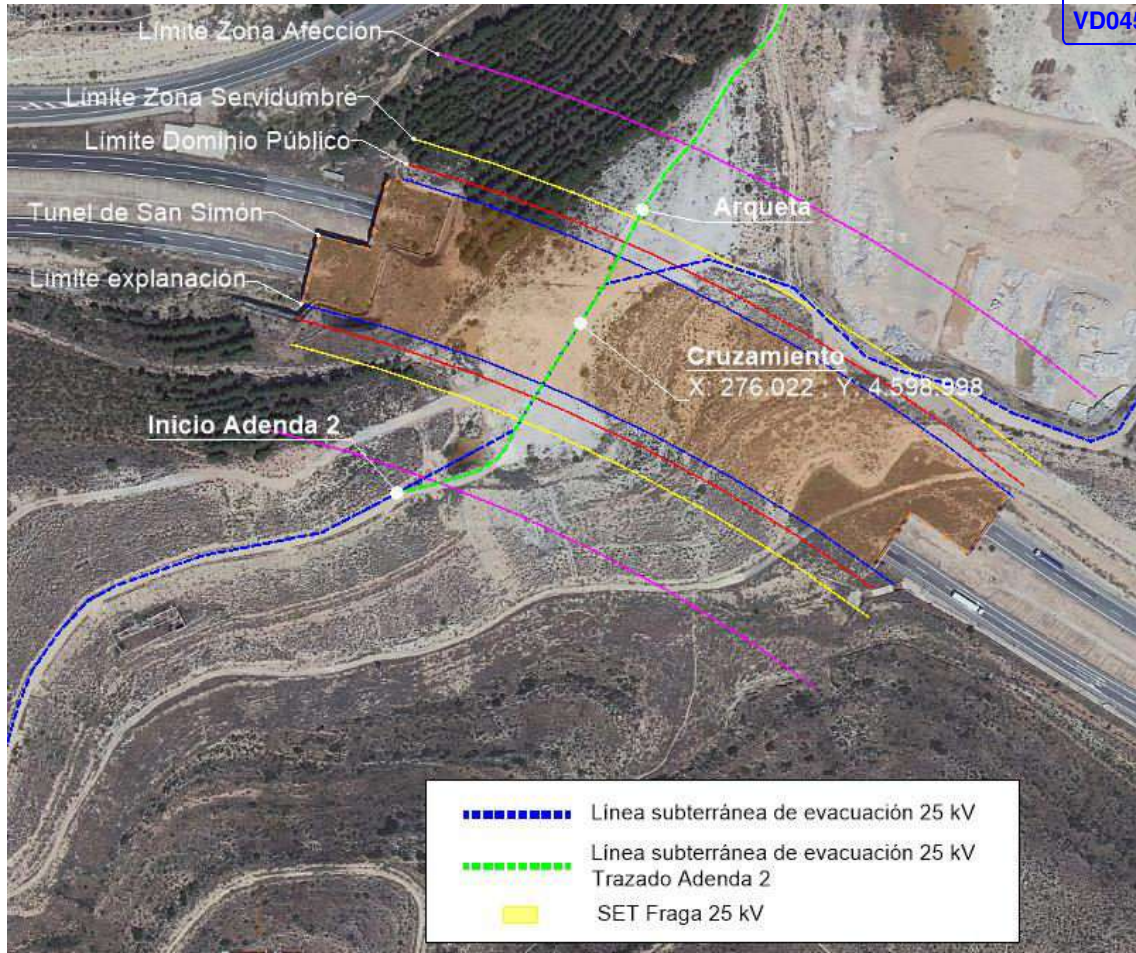 VD045
Límite Zona Afección
Límite Zona Servidumbre
Límite Dominio Público
Tunel de San Simón
Límite explanación
Arqueta
Cruzamiento
X: 276.022 : Y: 4.598.998
Inicio Adenda 2
Línea subterránea de evacuación 25 kV
Línea subterránea de evacuación 25 kV
Trazado Adenda 2
SET Fraga 25 kV